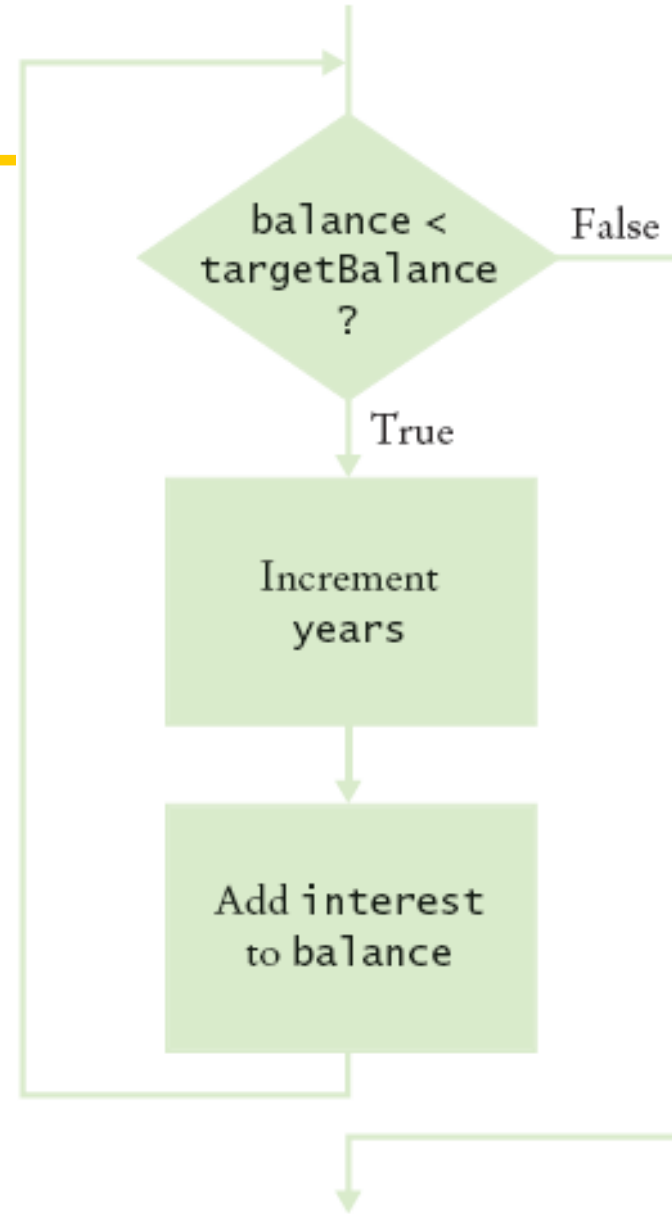 balance <
targetBalance
?
False
True
Increment
years
Add interest
to balance